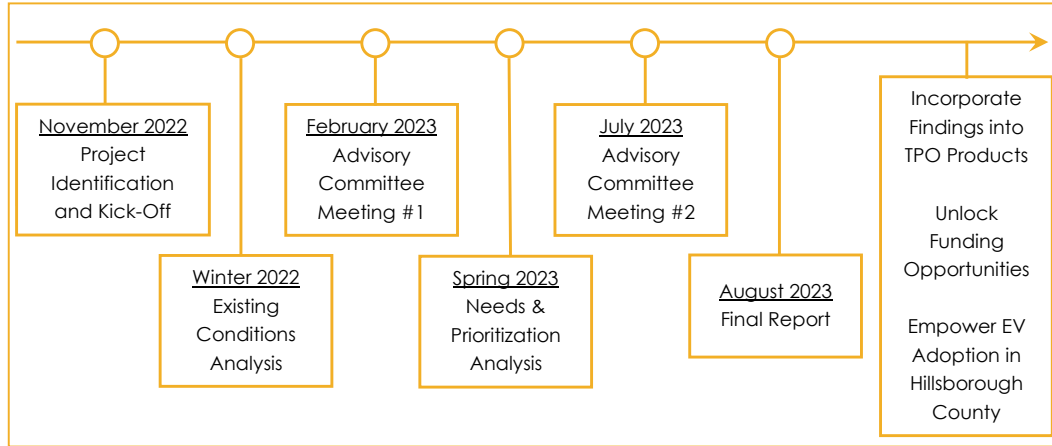 November 2022
Project
Identification
and Kick-Off
Winter 2022
Existing
Conditions
Analysis
February 2023
Advisory
Committee
Meeting #1
Spring 2023
Needs &
Prioritization
Analysis
July 2023
Advisory
Committee
Meeting #2
August 2023
Final Report
Incorporate
Findings into
TPO Products
Unlock
Funding
Opportunities
Empower EV
Adoption in
Hillsborough
County